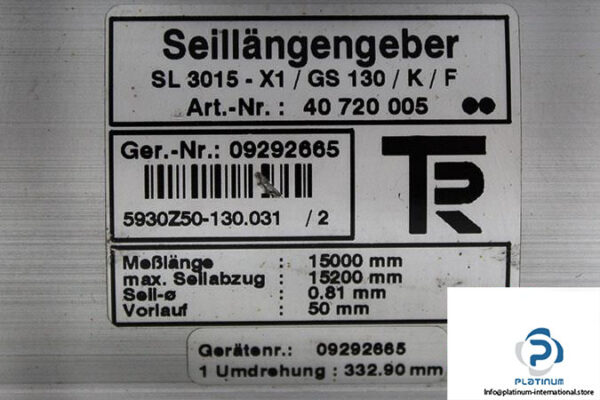 Seillängengeber
SL 3015 - X1 / GS 130 / K / F
Art.-Nr. : 40 720 005
Ger.-Nr.: 09292665
5930Z50-130.031 / 2
TR
Meßlänge : 15000 mm
max. Seilabzug : 15200 mm
Seil-ø : 0.81 mm
Vorlauf : 50 mm
Gerätenr.: 09292665
1 Umdrehung : 332.90 mm
PLATINUM
https://platinum-international.store